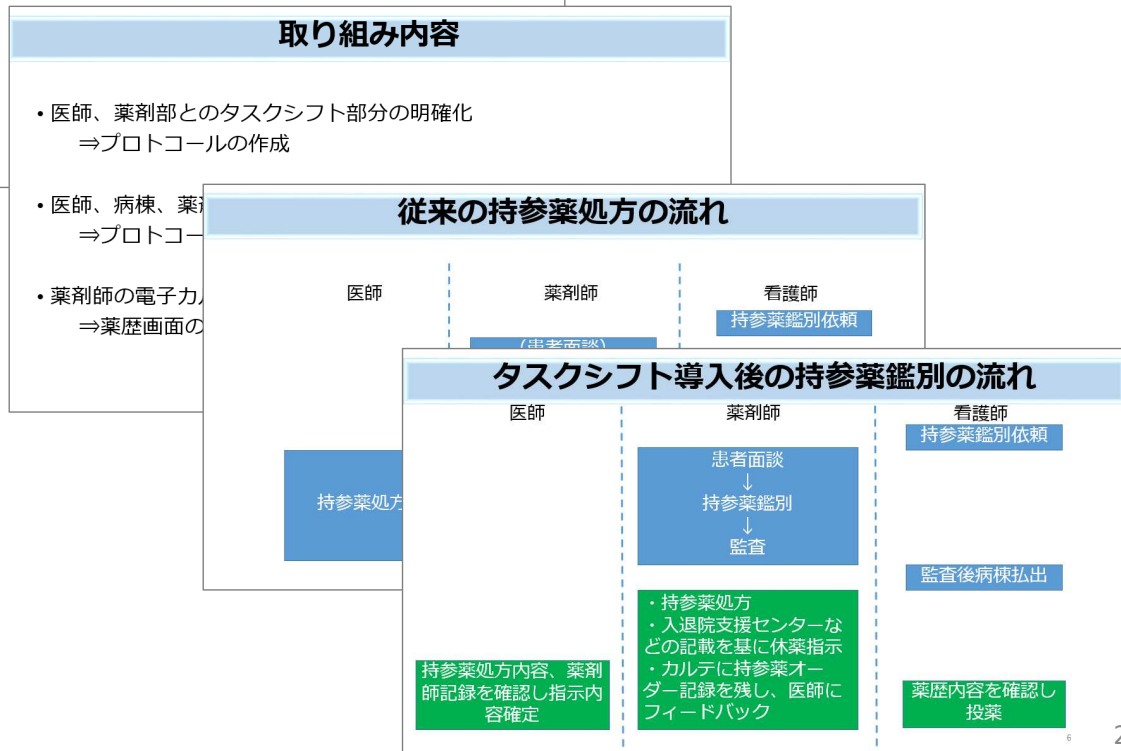 取り組み内容
• 医師、薬剤部とのタスクシフト部分の明確化
⇒プロトコールの作成
• 医師、病棟、薬
⇒プロトコー
• 薬剤師の電子カ
⇒薬歴画面の
従来の持参薬処方の流れ
医師
薬剤師
看護師
持参薬鑑別依頼
(患者面談)
持参薬処方
タスクシフト導入後の持参薬鑑別の流れ
医師
薬剤師
看護師
持参薬鑑別依頼
患者面談
↓
持参薬鑑別
↓
監査
監査後病棟払出
・持参薬処方
・入退院支援センターな
どの記載を基に休薬指示
・カルテに持参薬オー
ダー記録を残し、医師に
フィードバック
持参薬処方内容、薬剤
師記録を確認し指示内
容確定
薬歴内容を確認し
投薬
6
2